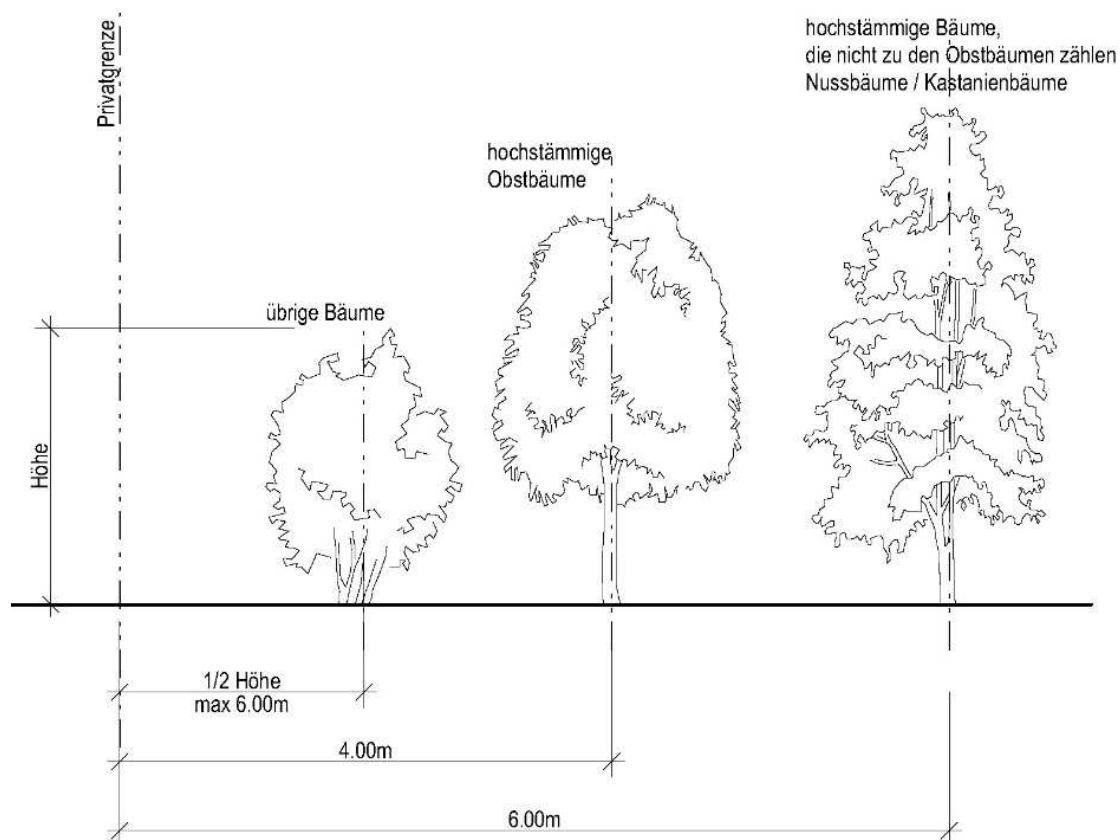 Privatgrenze
hochstämmige Bäume,
die nicht zu den Obstbäumen zählen
Nussbäume / Kastanienbäume
hochstämmige
Obstbäume
übrige Bäume
Höhe
1/2 Höhe
max 6.00m
4.00m
6.00m